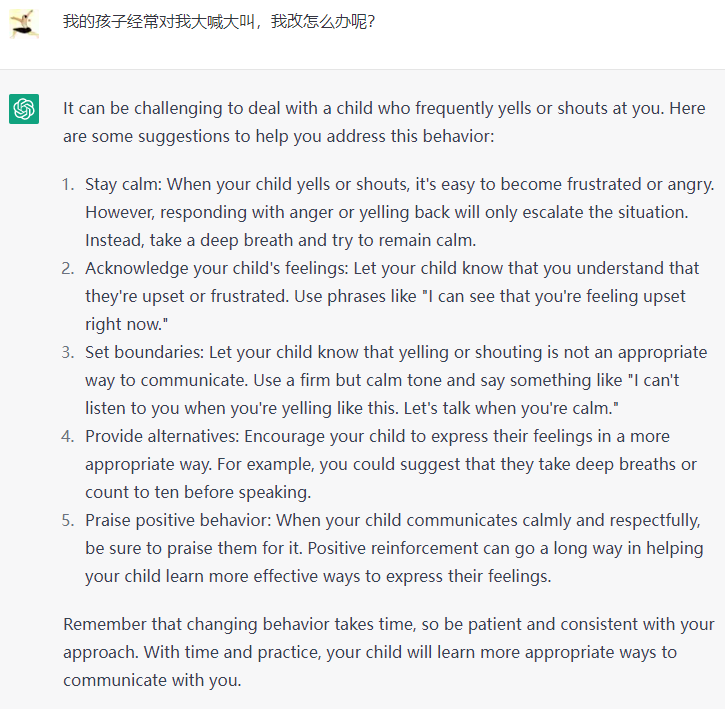 我的孩子经常对我大喊大叫，我改怎么办呢？
It can be challenging to deal with a child who frequently yells or shouts at you. Here
are some suggestions to help you address this behavior:
1. Stay calm: When your child yells or shouts, it's easy to become frustrated or angry.
However, responding with anger or yelling back will only escalate the situation.
Instead, take a deep breath and try to remain calm.
2. Acknowledge your child's feelings: Let your child know that you understand that
they're upset or frustrated. Use phrases like "I can see that you're feeling upset
right now."
3. Set boundaries: Let your child know that yelling or shouting is not an appropriate
way to communicate. Use a firm but calm tone and say something like "I can't
listen to you when you're yelling like this. Let's talk when you're calm."
4. Provide alternatives: Encourage your child to express their feelings in a more
appropriate way. For example, you could suggest that they take deep breaths or
count to ten before speaking.
5. Praise positive behavior: When your child communicates calmly and respectfully,
be sure to praise them for it. Positive reinforcement can go a long way in helping
your child learn more effective ways to express their feelings.
Remember that changing behavior takes time, so be patient and consistent with your
approach. With time and practice, your child will learn more appropriate ways to
communicate with you.